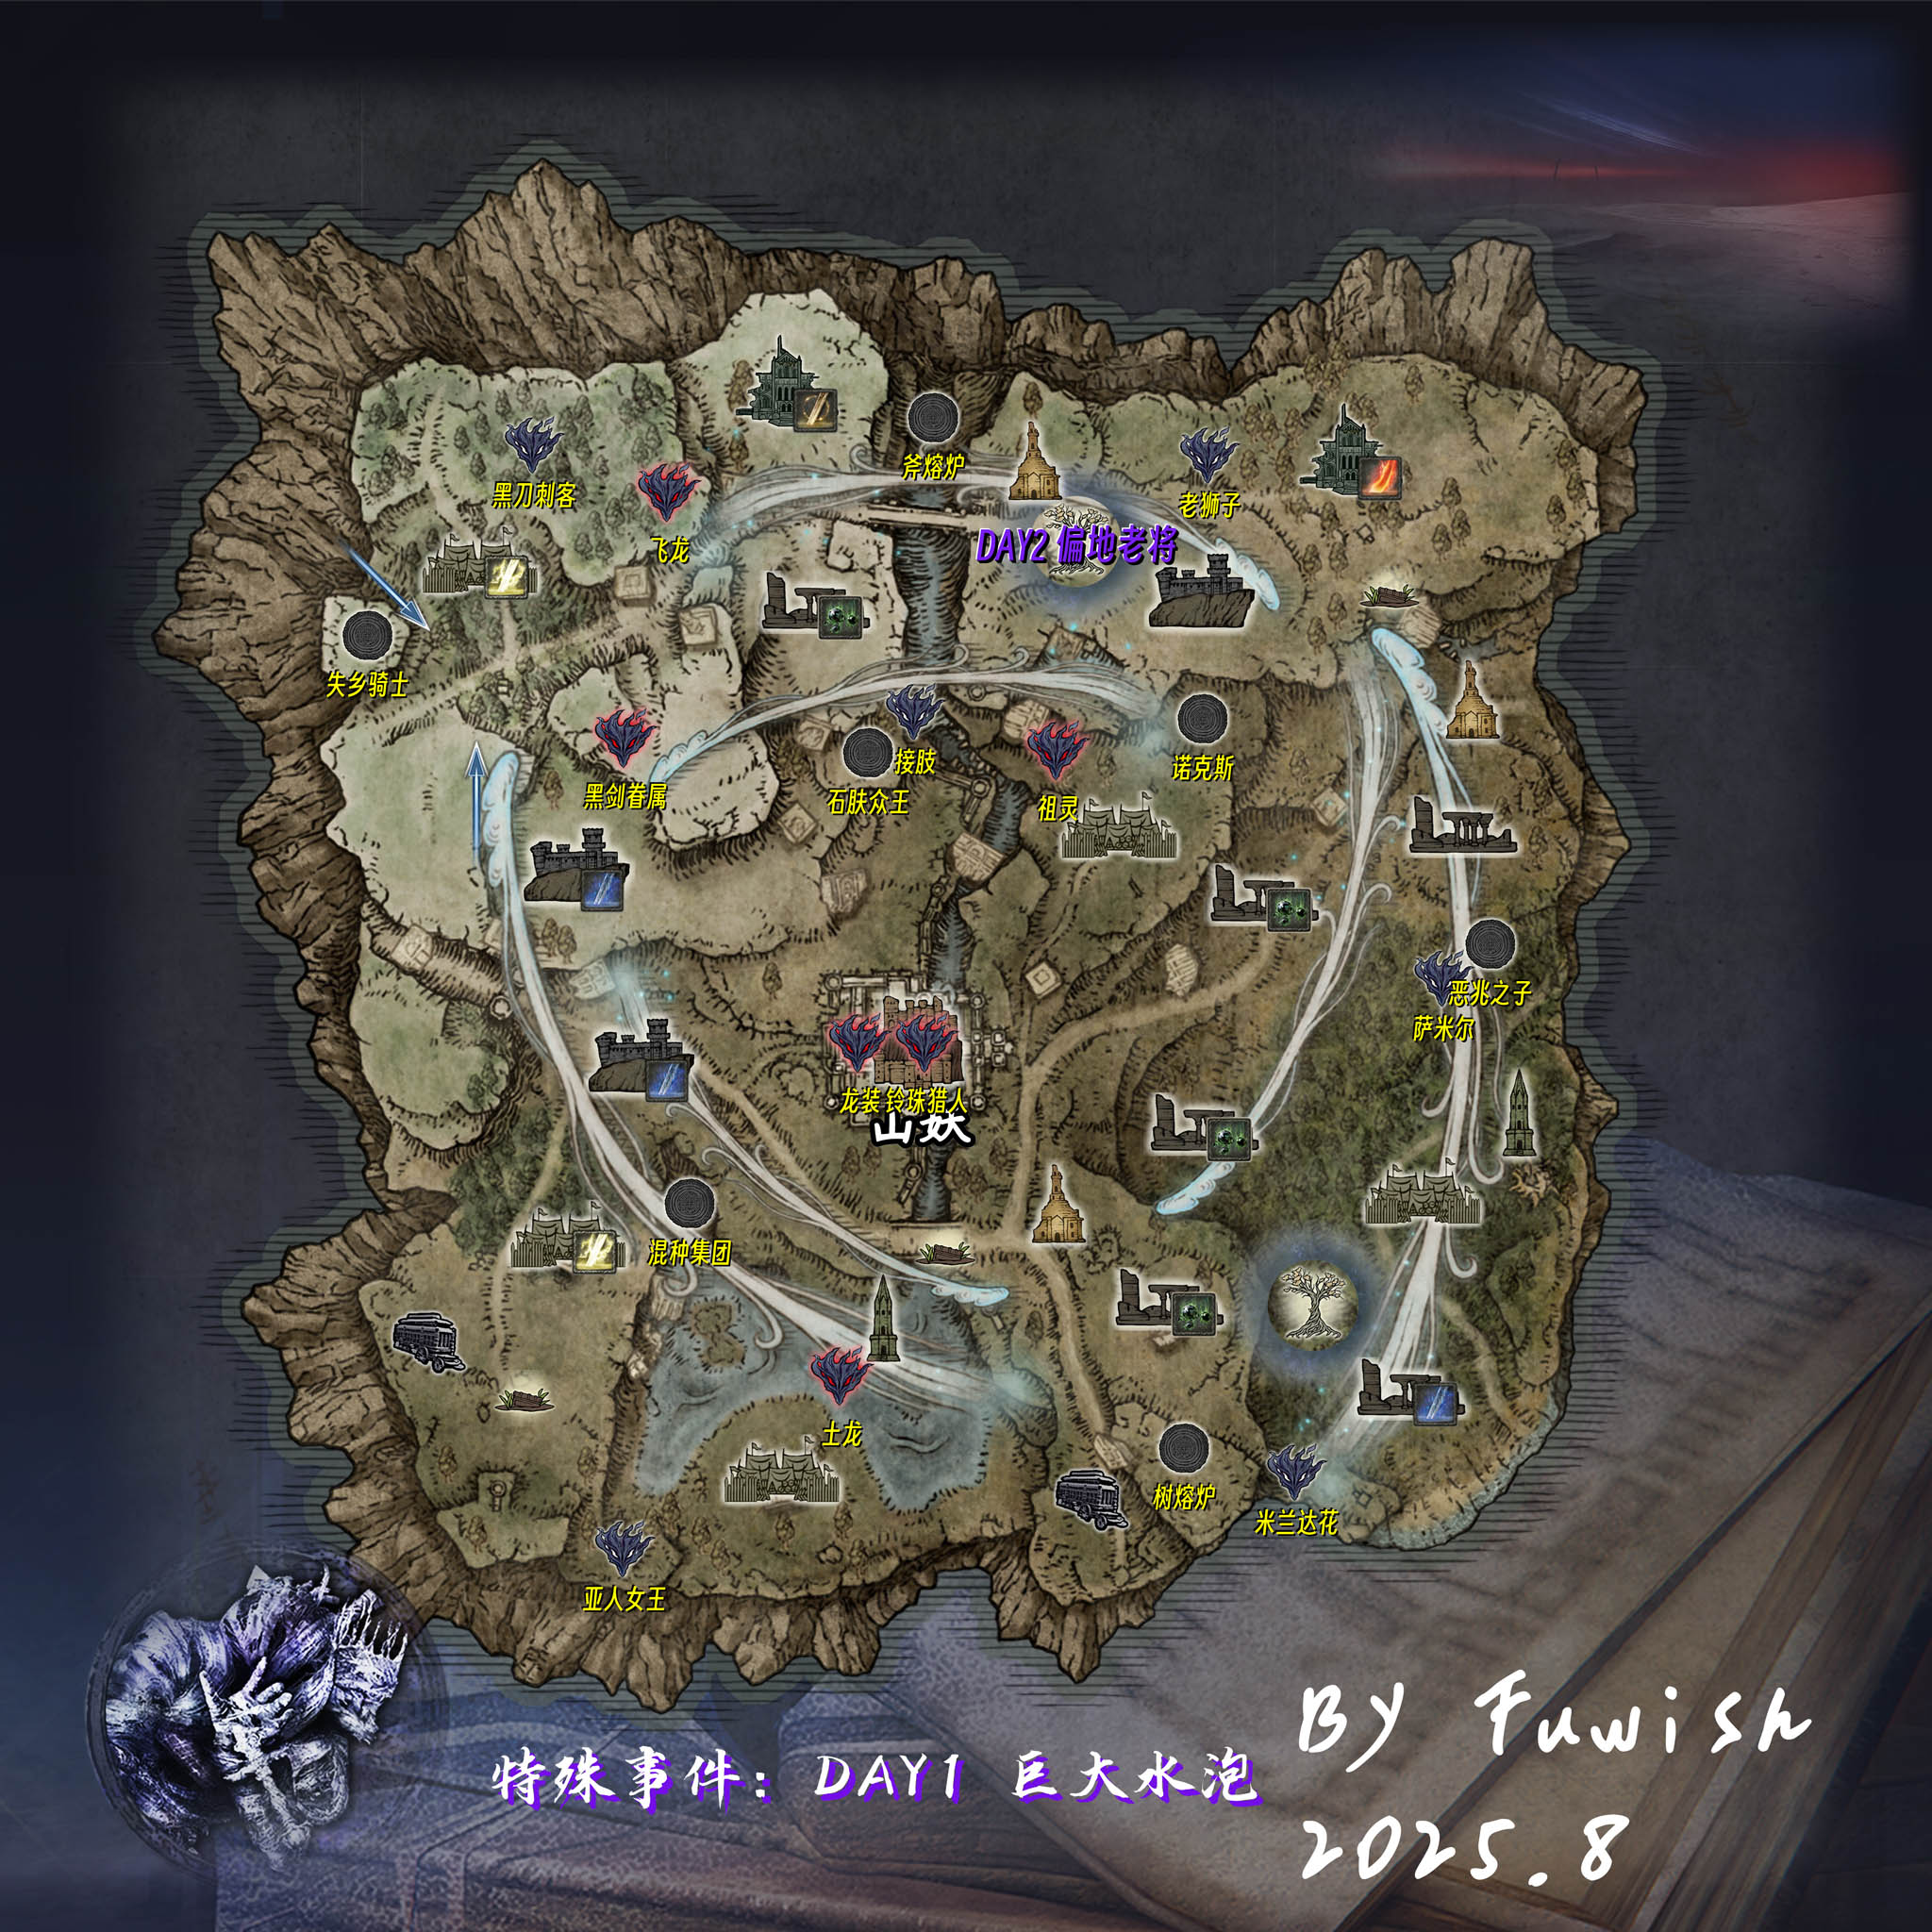 斧熔炉
黑刀刺客
老狮子
飞龙
DAY2 偏地老将
失乡骑士
接肢
诺克斯
黑剑眷属
石肤众王
祖灵
恶兆之子
萨米尔
龙装 铃珠猎人
山妖
混种集团
土龙
树熔炉
米兰达花
亚人女王
By Fuwish
特殊事件：DAY1 巨大水泡
2025.8